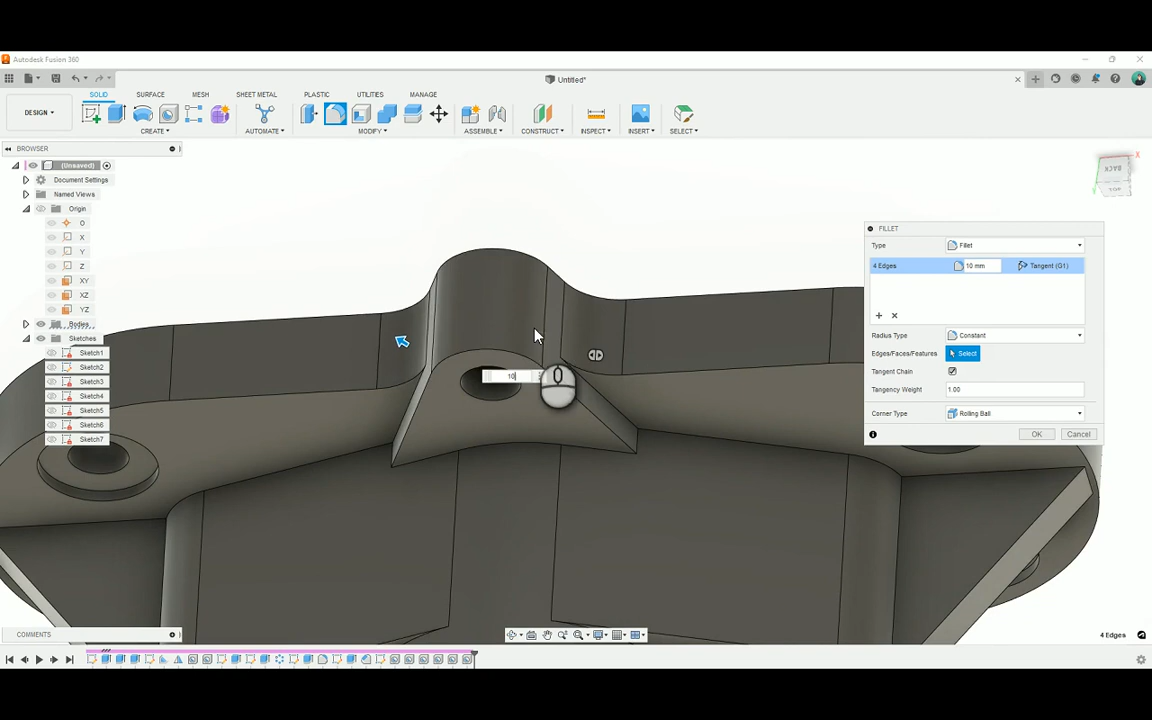 Autodesk Fusion 360
Untitled*
SOLID SURFACE MESH SHEET METAL PLASTIC UTILITIES MANAGE
DESIGN
CREATE AUTOMATE MODIFY ASSEMBLE CONSTRUCT INSPECT INSERT SELECT
BROWSER
(Unsaved)
Document Settings
Named Views
Origin
O
X
Y
Z
XY
XZ
YZ
Bodies
Sketches
Sketch1
Sketch2
Sketch3
Sketch4
Sketch5
Sketch6
Sketch7
BACK
TOP
X
Y
FILLET
Type Fillet
4 Edges 10 mm Tangent (G1)
Radius Type Constant
Edges/Faces/Features Select
Tangent Chain
Tangency Weight 1.00
Corner Type Rolling Ball
OK Cancel
10
COMMENTS
4 Edges